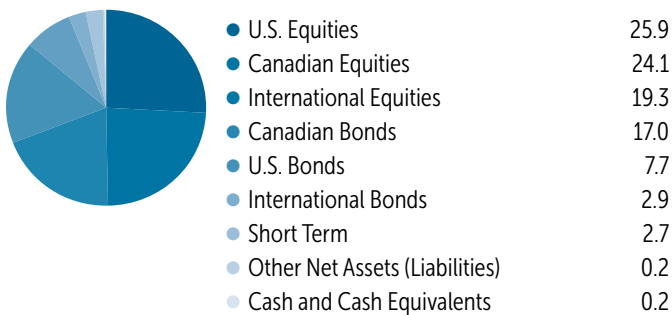 U.S. Equities 25.9
Canadian Equities 24.1
International Equities 19.3
Canadian Bonds 17.0
U.S. Bonds 7.7
International Bonds 2.9
Short Term 2.7
Other Net Assets (Liabilities) 0.2
Cash and Cash Equivalents 0.2